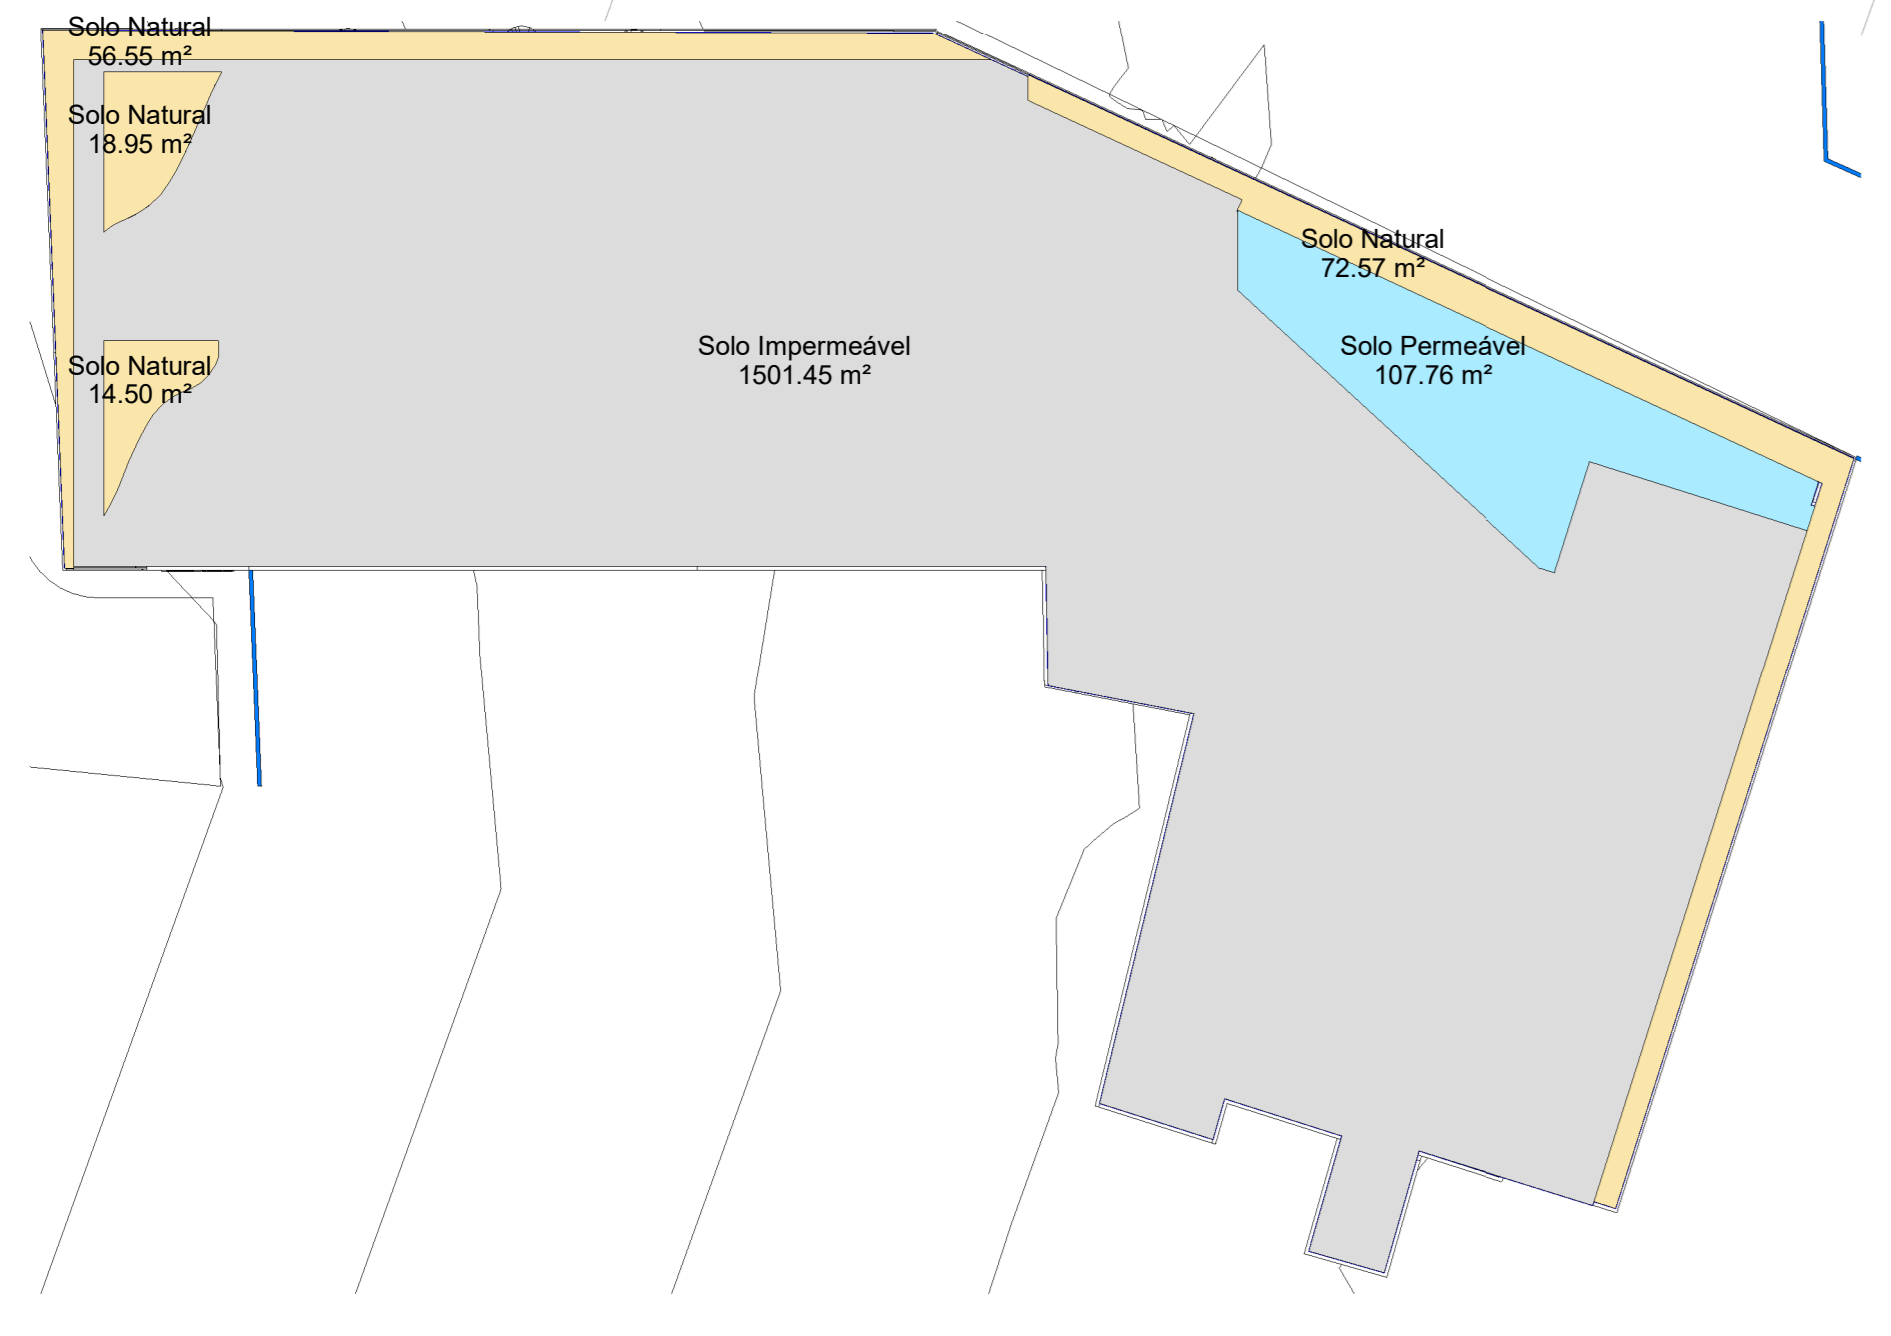 Solo Natural
56.55 m²
Solo Natural
18.95 m²
Solo Natural
72.57 m²
Solo Impermeável
1501.45 m²
Solo Permeável
107.76 m²
Solo Natural
14.50 m²